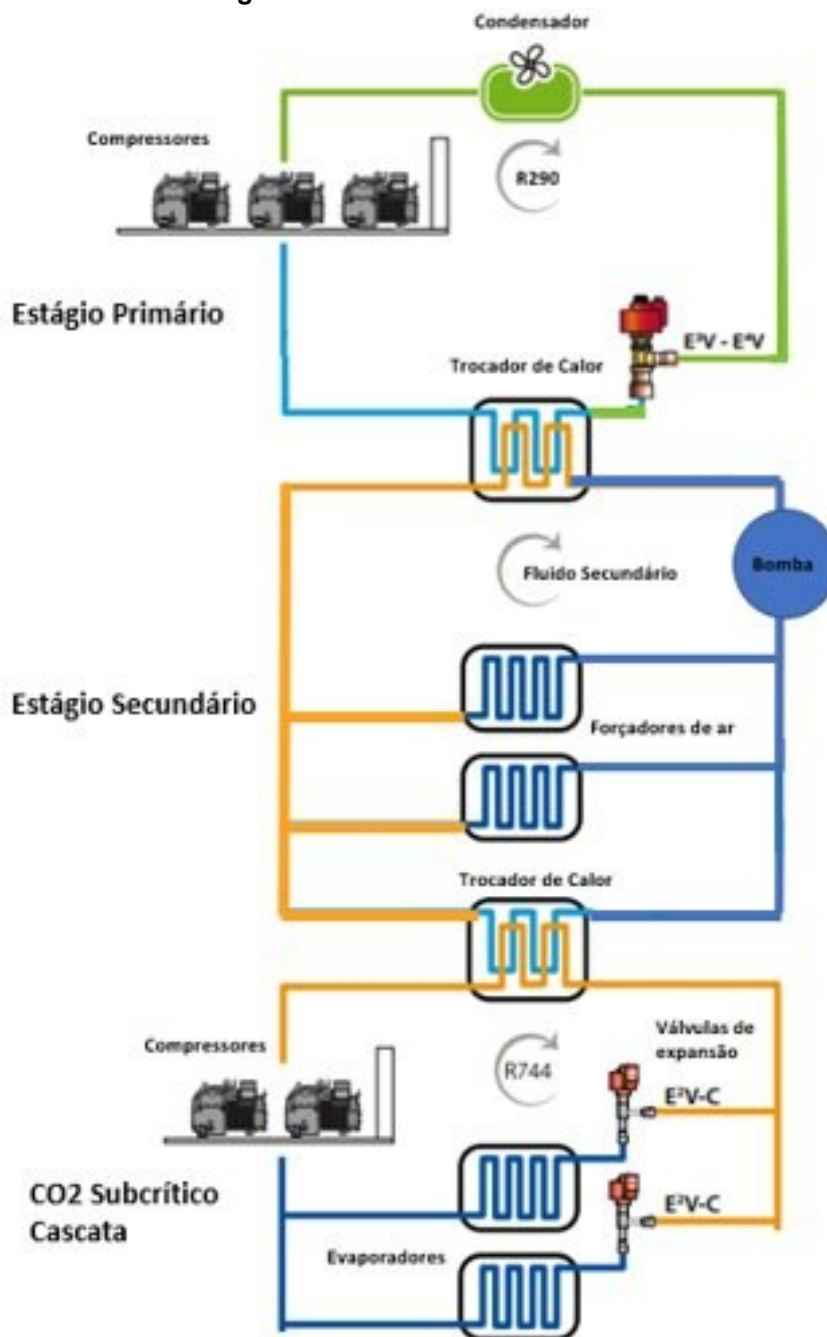 Condensador
Compressores
R290
Estágio Primário
E²V - E⁴V
Trocador de Calor
Fluido Secundário
Bomba
Estágio Secundário
Forçadores de ar
Trocador de Calor
Compressores
Válvulas de
expansão
R744
E²V-C
CO2 Subcrítico
Cascata
E²V-C
Evaporadores